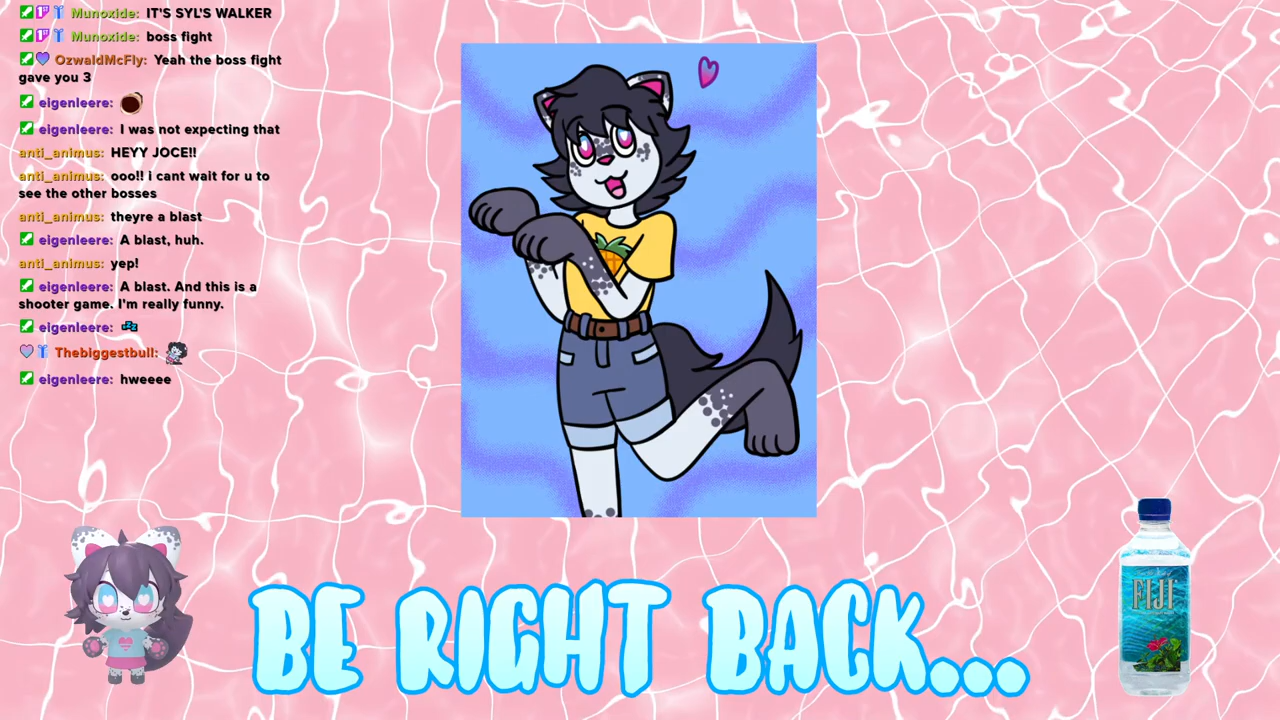 Munoxide: IT'S SYL'S WALKER
Munoxide: boss fight
OzwaldMcFly: Yeah the boss fight
gave you 3
eigenleere:
eigenleere: I was not expecting that
anti_animus: HEYY JOCE!!
anti_animus: ooo!! i cant wait for u to
see the other bosses
anti_animus: theyre a blast
eigenleere: A blast, huh.
anti_animus: yep!
eigenleere: A blast. And this is a
shooter game. I'm really funny.
eigenleere:
Thebiggestbull:
eigenleere: hweeee
FIJI
BE RIGHT BACK...